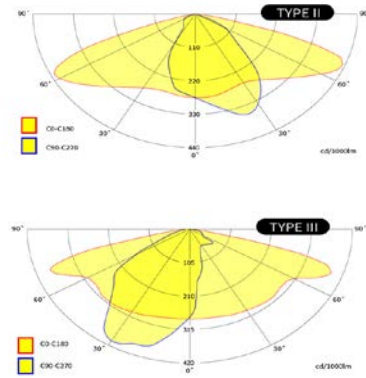 TYPE II
90° 90°
110
60° 60°
220
330
30° 30°
C0-C180
C90-C270
440
0°
cd/1000lm
TYPE III
90° 90°
105
60° 60°
210
315
30° 30°
C0-C180
C90-C270
420
0°
cd/1000lm